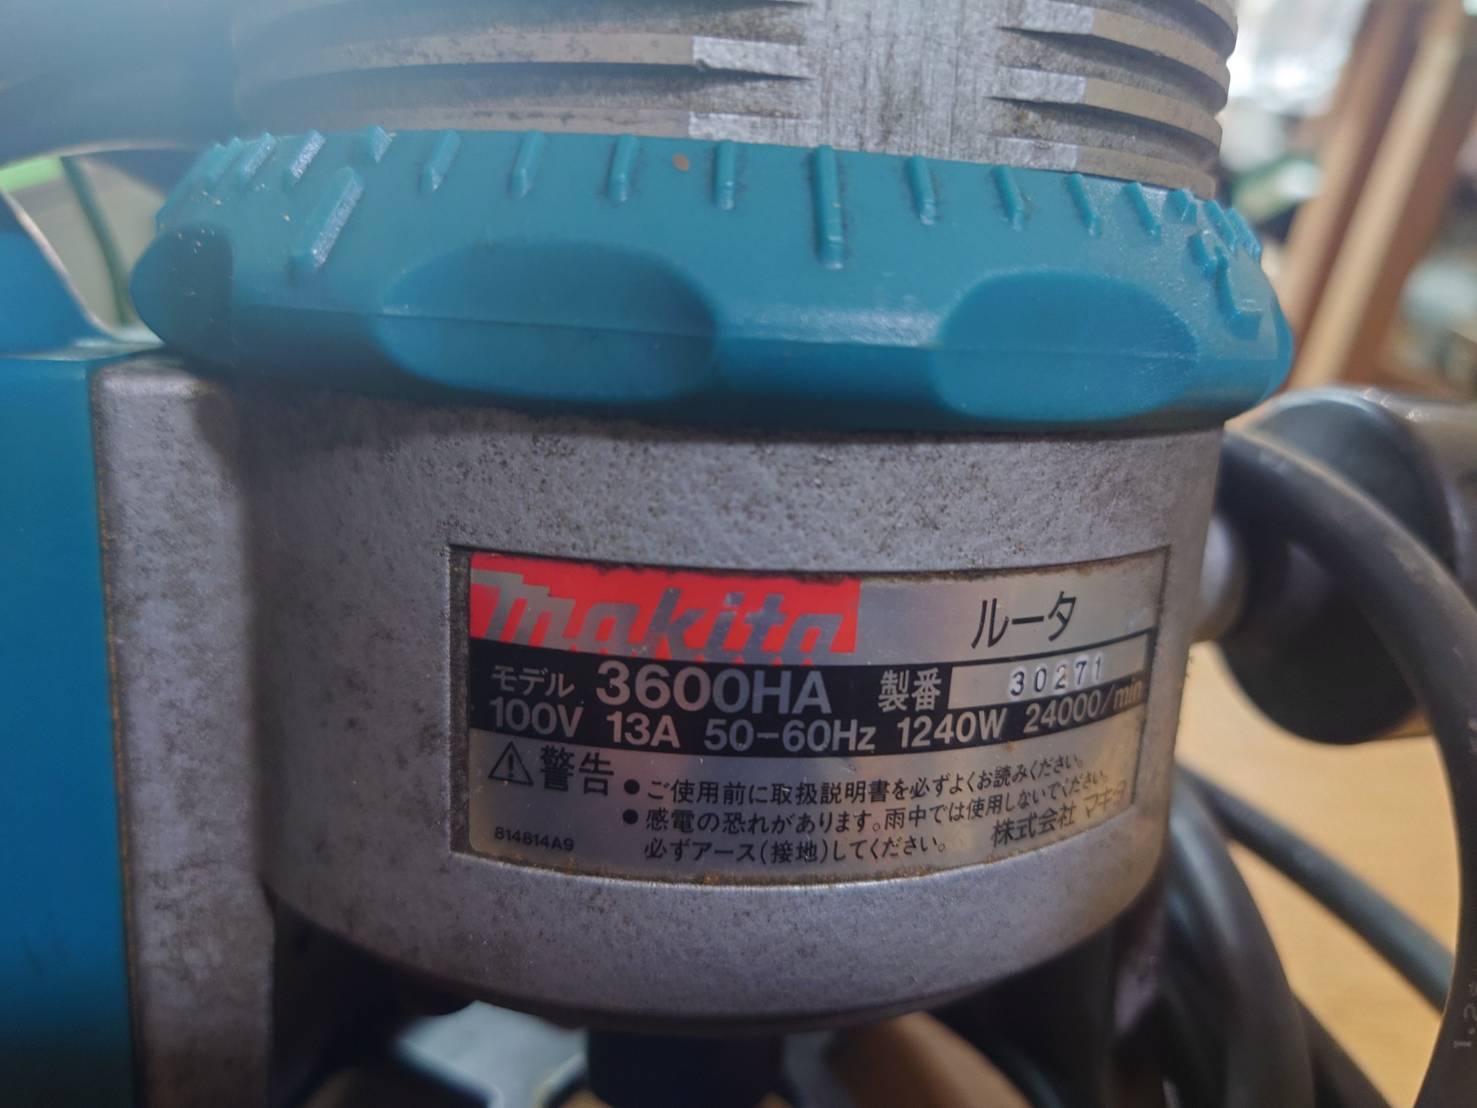 makita ルータ
モデル 3600HA 製番 30271
100V 13A 50-60Hz 1240W 24000/min
⚠警告 ●ご使用前に取扱説明書を必ずよくお読みください。
●感電の恐れがあります。雨中では使用しないでください。
必ずアース(接地)してください。
株式会社 マキタ
814814A9